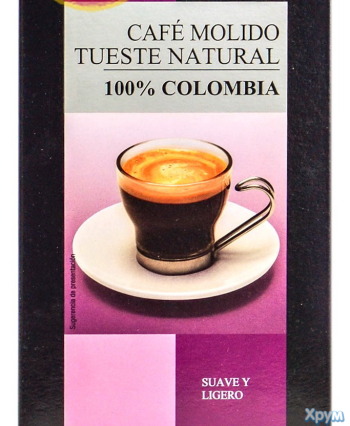 CAFÉ MOLIDO
TUESTE NATURAL
100% COLOMBIA
Sugerencia de presentación
SUAVE Y
LIGERO
Хрум